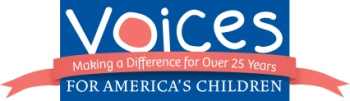 Voices
Making a Difference for Over 25 Years
FOR AMERICA'S CHILDREN